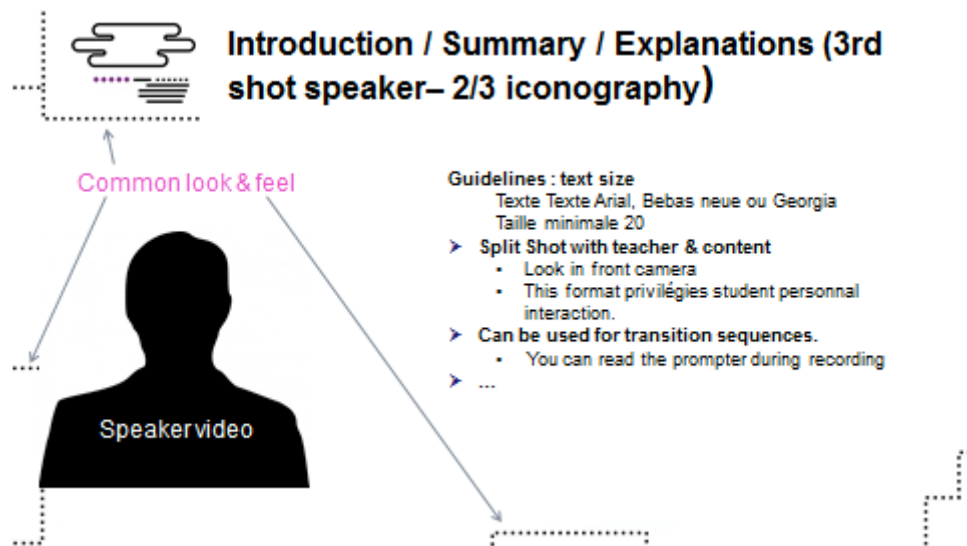 Introduction / Summary / Explanations (3rd
shot speaker– 2/3 iconography)
Common look & feel
Guidelines : text size
Texte Texte Arial, Bebas neue ou Georgia
Taille minimale 20
Split Shot with teacher & content
Look in front camera
This format privilégies student personnal
interaction.
Can be used for transition sequences.
You can read the prompter during recording
...
Speaker video